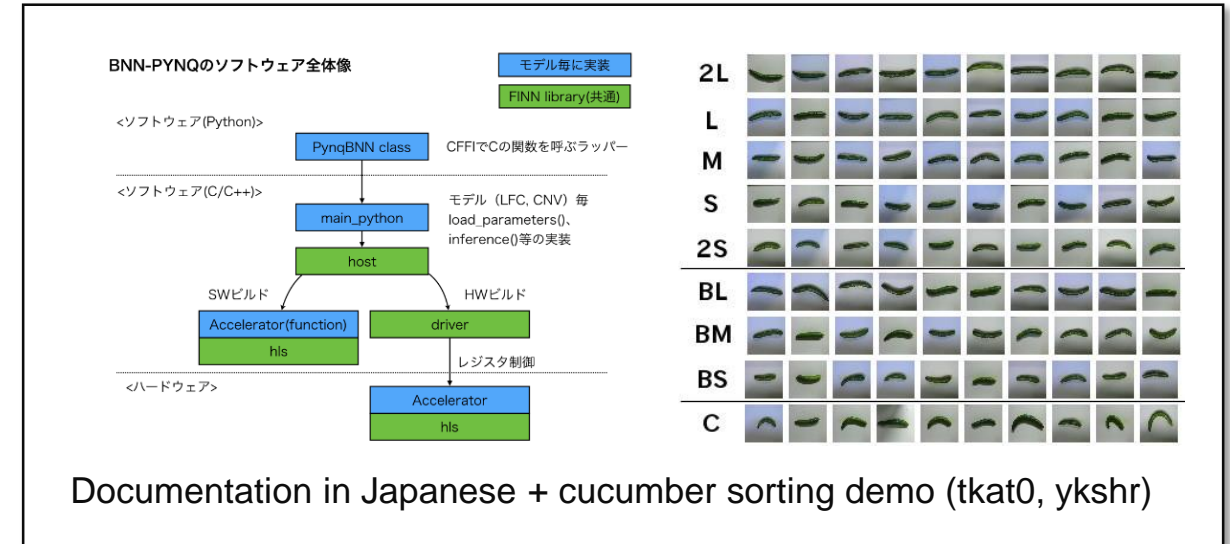 BNN-PYNQのソフトウェア全体像
モデル毎に実装
FINN library(共通)
<ソフトウェア(Python)>
PynqBNN class
CFFIでCの関数を呼ぶラッパー
<ソフトウェア(C/C++)>
main_python
モデル（LFC, CNV）毎
load_parameters()、
inference()等の実装
host
SWビルド
HWビルド
Accelerator(function)
hls
driver
レジスタ制御
<ハードウェア>
Accelerator
hls
2L
L
M
S
2S
BL
BM
BS
C
Documentation in Japanese + cucumber sorting demo (tkat0, ykshr)